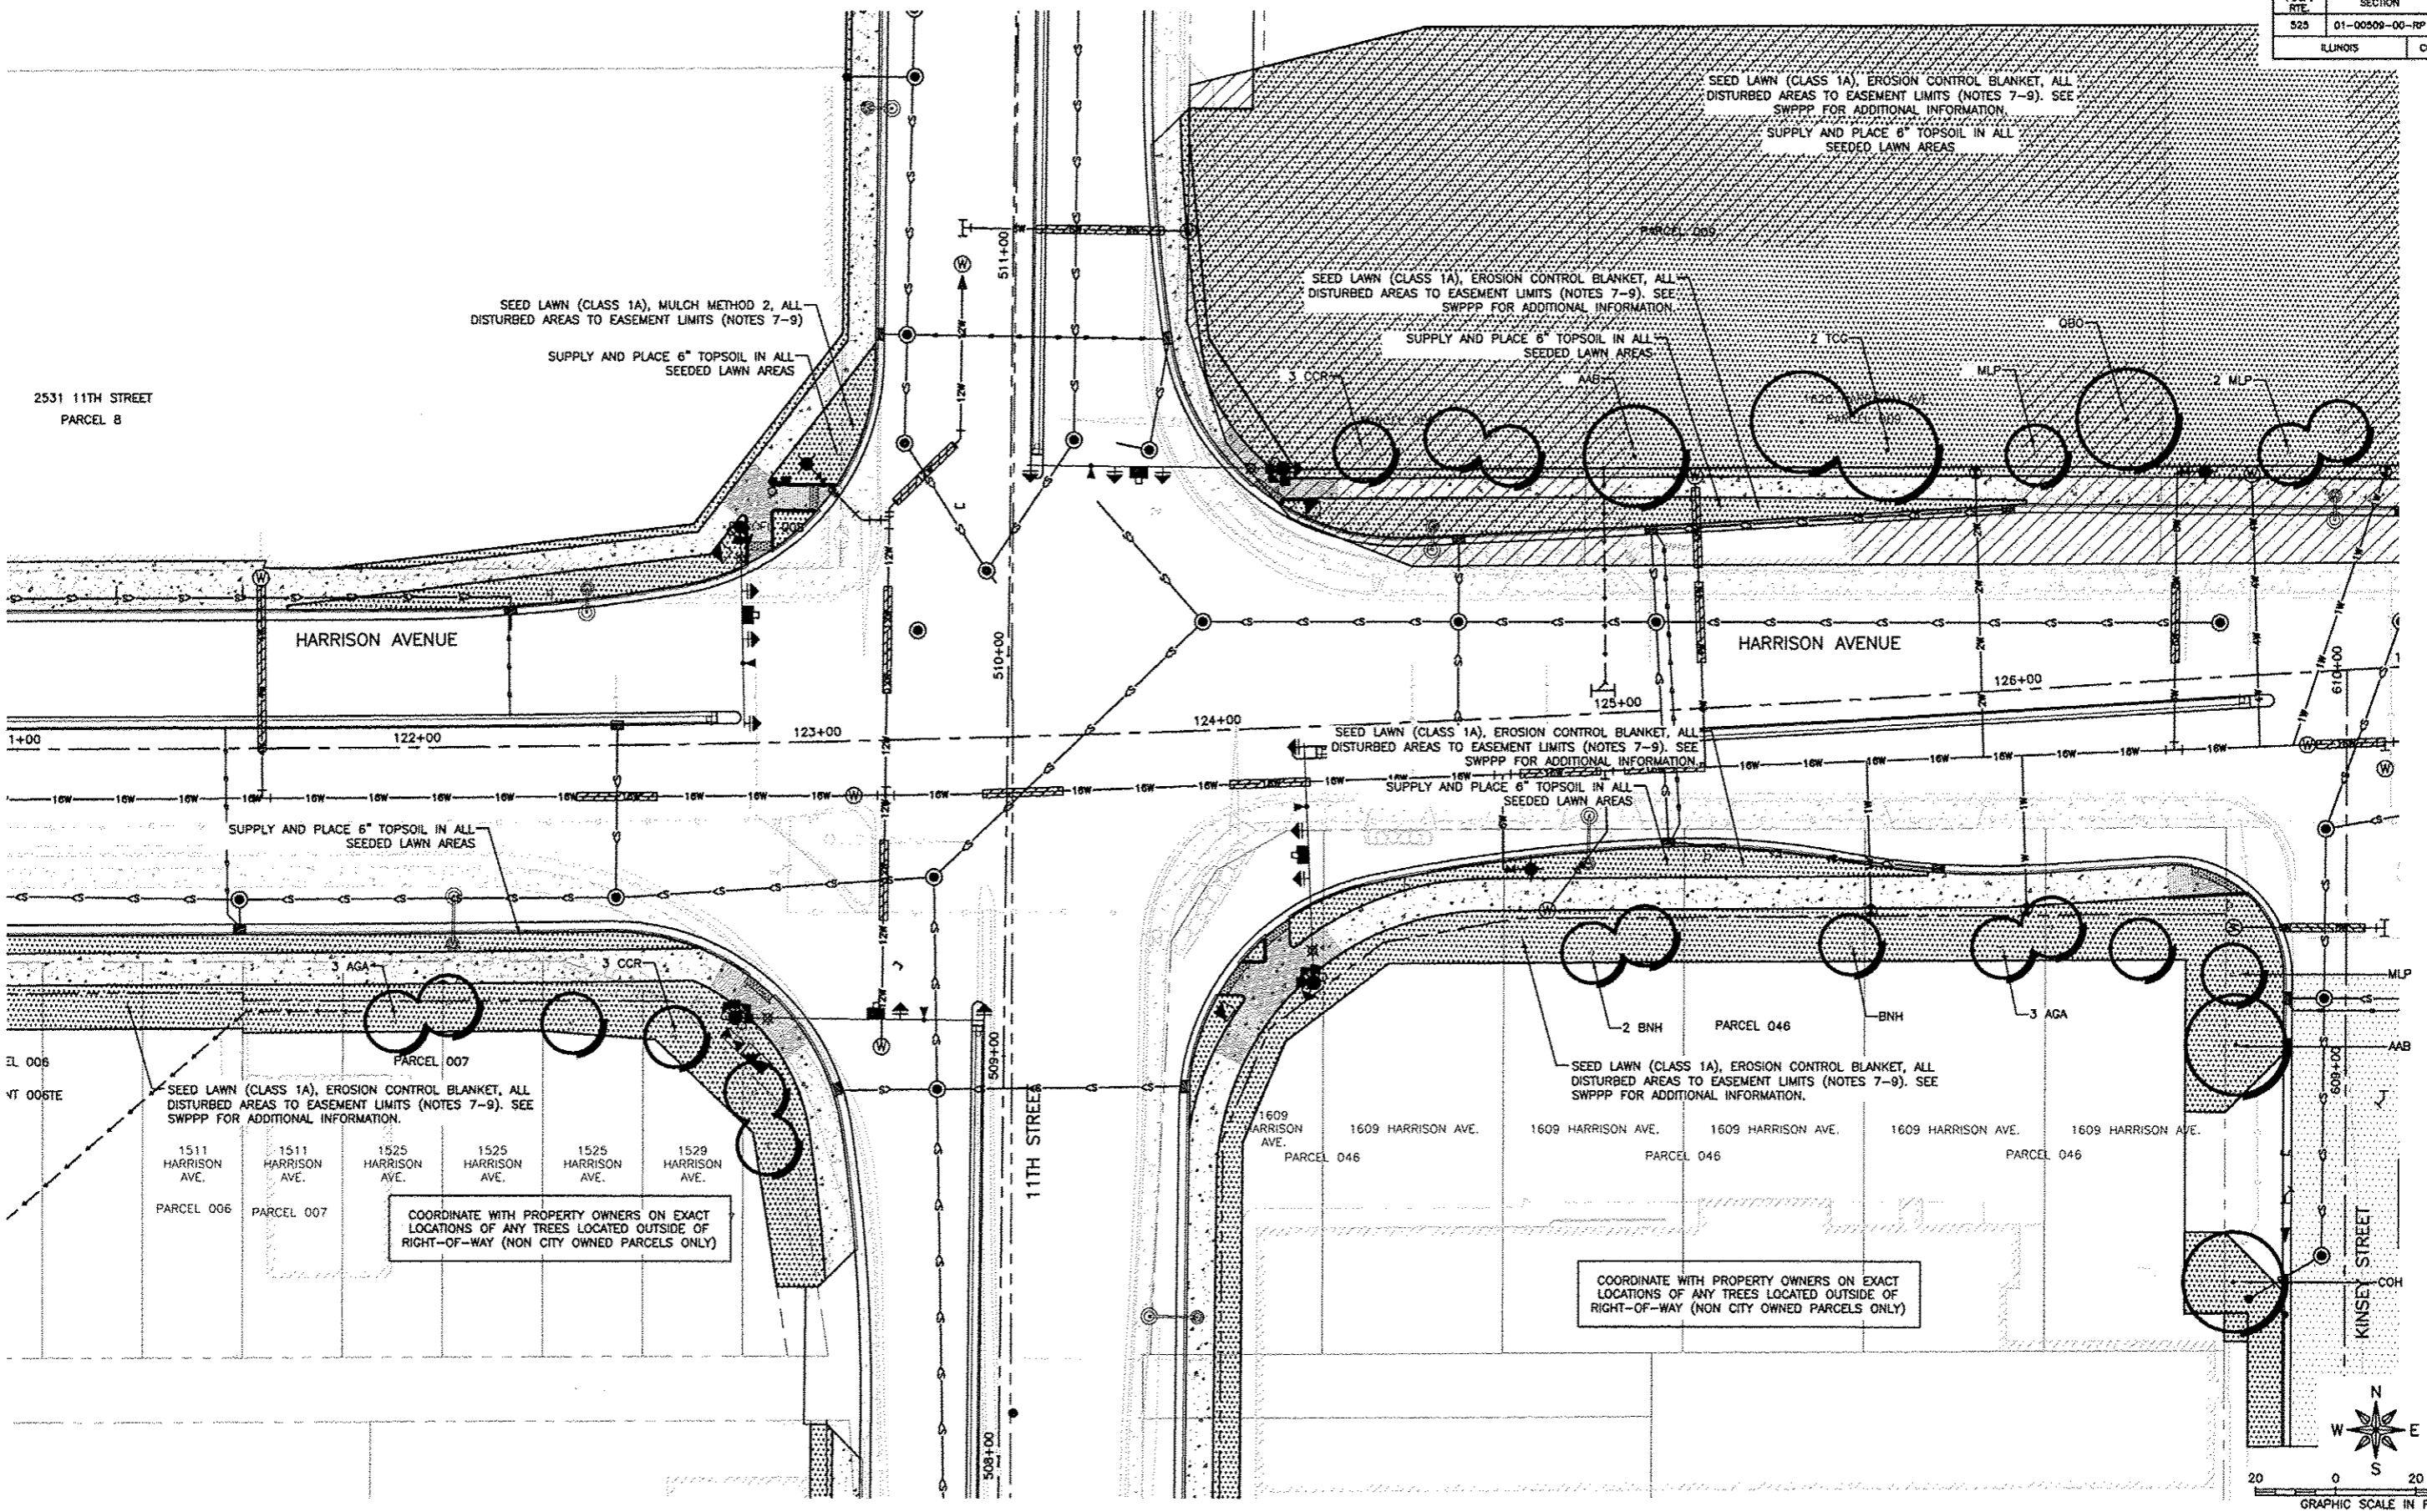 RTE.
SECTION
525
01-00509-00-RP
ILLINOIS
SEED LAWN (CLASS 1A), EROSION CONTROL BLANKET, ALL
DISTURBED AREAS TO EASEMENT LIMITS (NOTES 7-9). SEE
SWPPP FOR ADDITIONAL INFORMATION.
SUPPLY AND PLACE 6" TOPSOIL IN ALL
SEEDED LAWN AREAS
PARCEL 009
511+00
SEED LAWN (CLASS 1A), MULCH METHOD 2, ALL
DISTURBED AREAS TO EASEMENT LIMITS (NOTES 7-9)
SUPPLY AND PLACE 6" TOPSOIL IN ALL
SEEDED LAWN AREAS
SEED LAWN (CLASS 1A), EROSION CONTROL BLANKET, ALL
DISTURBED AREAS TO EASEMENT LIMITS (NOTES 7-9). SEE
SWPPP FOR ADDITIONAL INFORMATION.
SUPPLY AND PLACE 6" TOPSOIL IN ALL
SEEDED LAWN AREAS
3 CCR
AAB
2 TCG
MLP
QBO
2 MLP
PARCEL 009
2531 11TH STREET
PARCEL 8
HARRISON AVENUE
HARRISON AVENUE
510+00
610+00
1+00
122+00
123+00
124+00
125+00
126+00
SEED LAWN (CLASS 1A), EROSION CONTROL BLANKET, ALL
DISTURBED AREAS TO EASEMENT LIMITS (NOTES 7-9). SEE
SWPPP FOR ADDITIONAL INFORMATION.
SUPPLY AND PLACE 6" TOPSOIL IN ALL
SEEDED LAWN AREAS
SUPPLY AND PLACE 6" TOPSOIL IN ALL
SEEDED LAWN AREAS
3 AGA
3 CCR
PARCEL 007
EL 006
NT 006TE
SEED LAWN (CLASS 1A), EROSION CONTROL BLANKET, ALL
DISTURBED AREAS TO EASEMENT LIMITS (NOTES 7-9). SEE
SWPPP FOR ADDITIONAL INFORMATION.
1511
HARRISON
AVE.
1511
HARRISON
AVE.
1525
HARRISON
AVE.
1525
HARRISON
AVE.
1525
HARRISON
AVE.
1529
HARRISON
AVE.
PARCEL 006
PARCEL 007
COORDINATE WITH PROPERTY OWNERS ON EXACT
LOCATIONS OF ANY TREES LOCATED OUTSIDE OF
RIGHT-OF-WAY (NON CITY OWNED PARCELS ONLY)
509+00
11TH STREET
508+00
2 BNH
PARCEL 046
BNH
3 AGA
MLP
AAB
609+00
SEED LAWN (CLASS 1A), EROSION CONTROL BLANKET, ALL
DISTURBED AREAS TO EASEMENT LIMITS (NOTES 7-9). SEE
SWPPP FOR ADDITIONAL INFORMATION.
1609
HARRISON
AVE.
PARCEL 046
1609 HARRISON AVE.
1609 HARRISON AVE.
1609 HARRISON AVE.
PARCEL 046
1609 HARRISON AVE.
1609 HARRISON AVE.
PARCEL 046
COORDINATE WITH PROPERTY OWNERS ON EXACT
LOCATIONS OF ANY TREES LOCATED OUTSIDE OF
RIGHT-OF-WAY (NON CITY OWNED PARCELS ONLY)
COH
KINSEY STREET
N
W
E
S
20
0
20
GRAPHIC SCALE IN